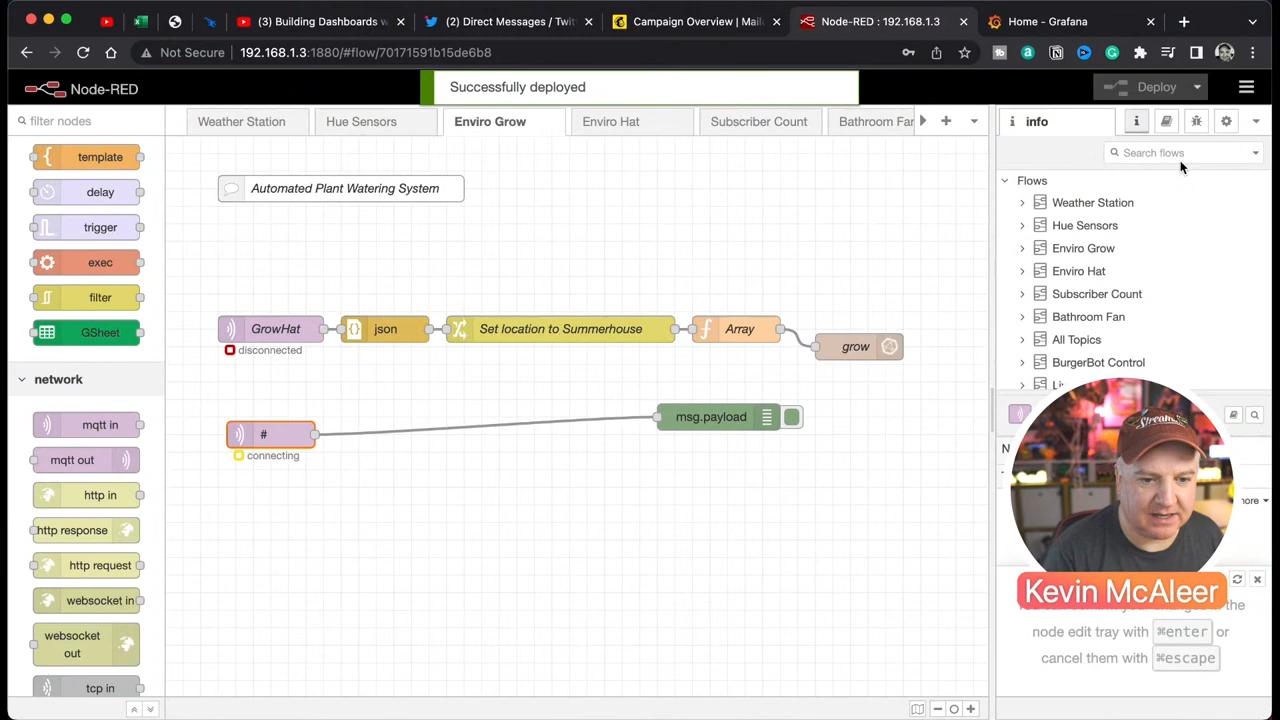 (3) Building Dashboards w
(2) Direct Messages / Twit
Campaign Overview | Mail
Node-RED : 192.168.1.3
Home - Grafana
Not Secure
192.168.1.3:1880/#flow/70171591b15de6b8
Node-RED
Successfully deployed
Deploy
filter nodes
Weather Station
Hue Sensors
Enviro Grow
Enviro Hat
Subscriber Count
Bathroom Fan
info
template
delay
trigger
exec
filter
GSheet
network
mqtt in
mqtt out
http in
http response
http request
websocket in
websocket out
tcp in
Automated Plant Watering System
GrowHat
json
Set location to Summerhouse
Array
grow
disconnected
#
msg.payload
connecting
Search flows
Flows
Weather Station
Hue Sensors
Enviro Grow
Enviro Hat
Subscriber Count
Bathroom Fan
All Topics
BurgerBot Control
Kevin McAleer
the
node edit tray with ⌘enter or
cancel them with ⌘escape